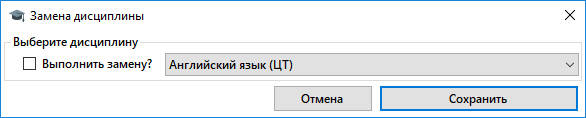 Замена дисциплины
Выберите дисциплину
Выполнить замену? Английский язык (ЦТ)
Отмена Сохранить